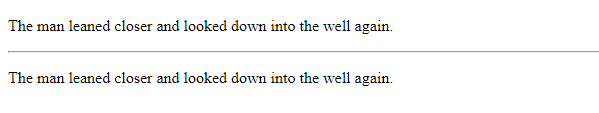 The man leaned closer and looked down into the well again.
The man leaned closer and looked down into the well again.